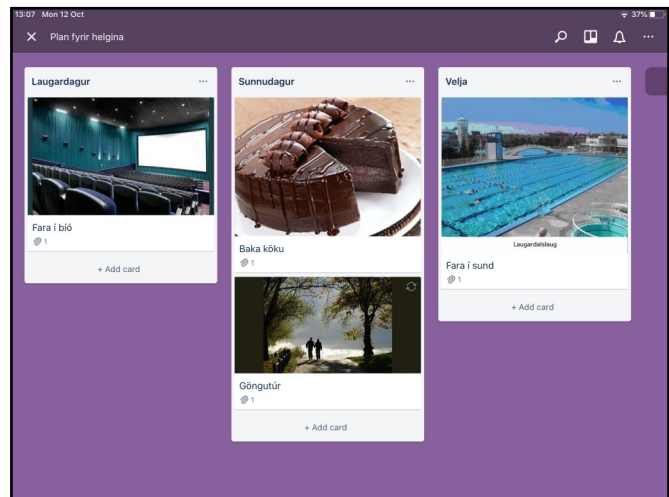 13:07 Mon 12 Oct
37%
Plan fyrir helgina
Laugardagur
Fara í bíó
1
+ Add card
Sunnudagur
Baka köku
1
Göngutúr
1
+ Add card
Velja
Laugardalslaug
Fara í sund
1
+ Add card